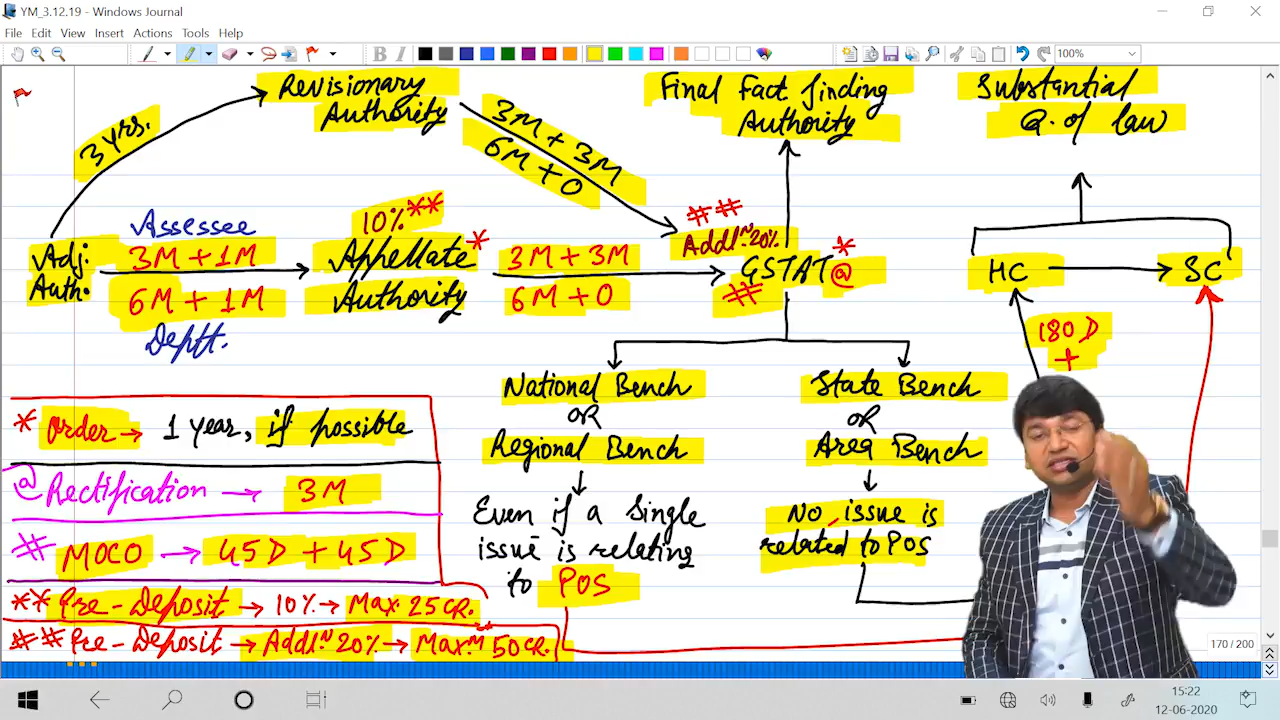 YM_3.12.19 - Windows Journal
File Edit View Insert Actions Tools Help
B I
100%
Revisionary
Authority
Final Fact finding
Authority
Substantial
Q. of law
3 yrs.
3M + 3M
6M + 0
Adj.
Auth.
Assessee
3M + 1M
6M + 1M
Deptt.
10% **
Appellate *
Authority
3M + 3M
6M + 0
##
Addl.N 20%
GSTAT @ *
##
HC
SC
180 D
+
National Bench
OR
Regional Bench
Even if a single
issue is relating
to POS
State Bench
OR
Area Bench
No, issue is
related to POS
* Order → 1 year, if possible
@ Rectification → 3M
# MOCO → 45D + 45D
** Pre-Deposit → 10% → Max. 25 CR.
## Pre-Deposit → Addl.N 20% → Max.M 50 CR.
170 / 200
15:22
12-06-2020